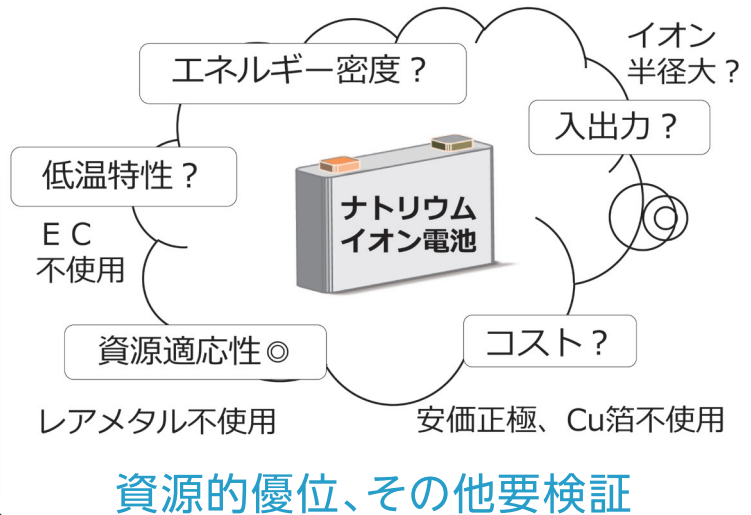 エネルギー密度？
イオン
半径大？
入出力？
低温特性？
ナトリウム
イオン電池
ＥＣ
不使用
資源適応性◎
コスト？
レアメタル不使用
安価正極、Cu箔不使用
資源的優位、その他要検証